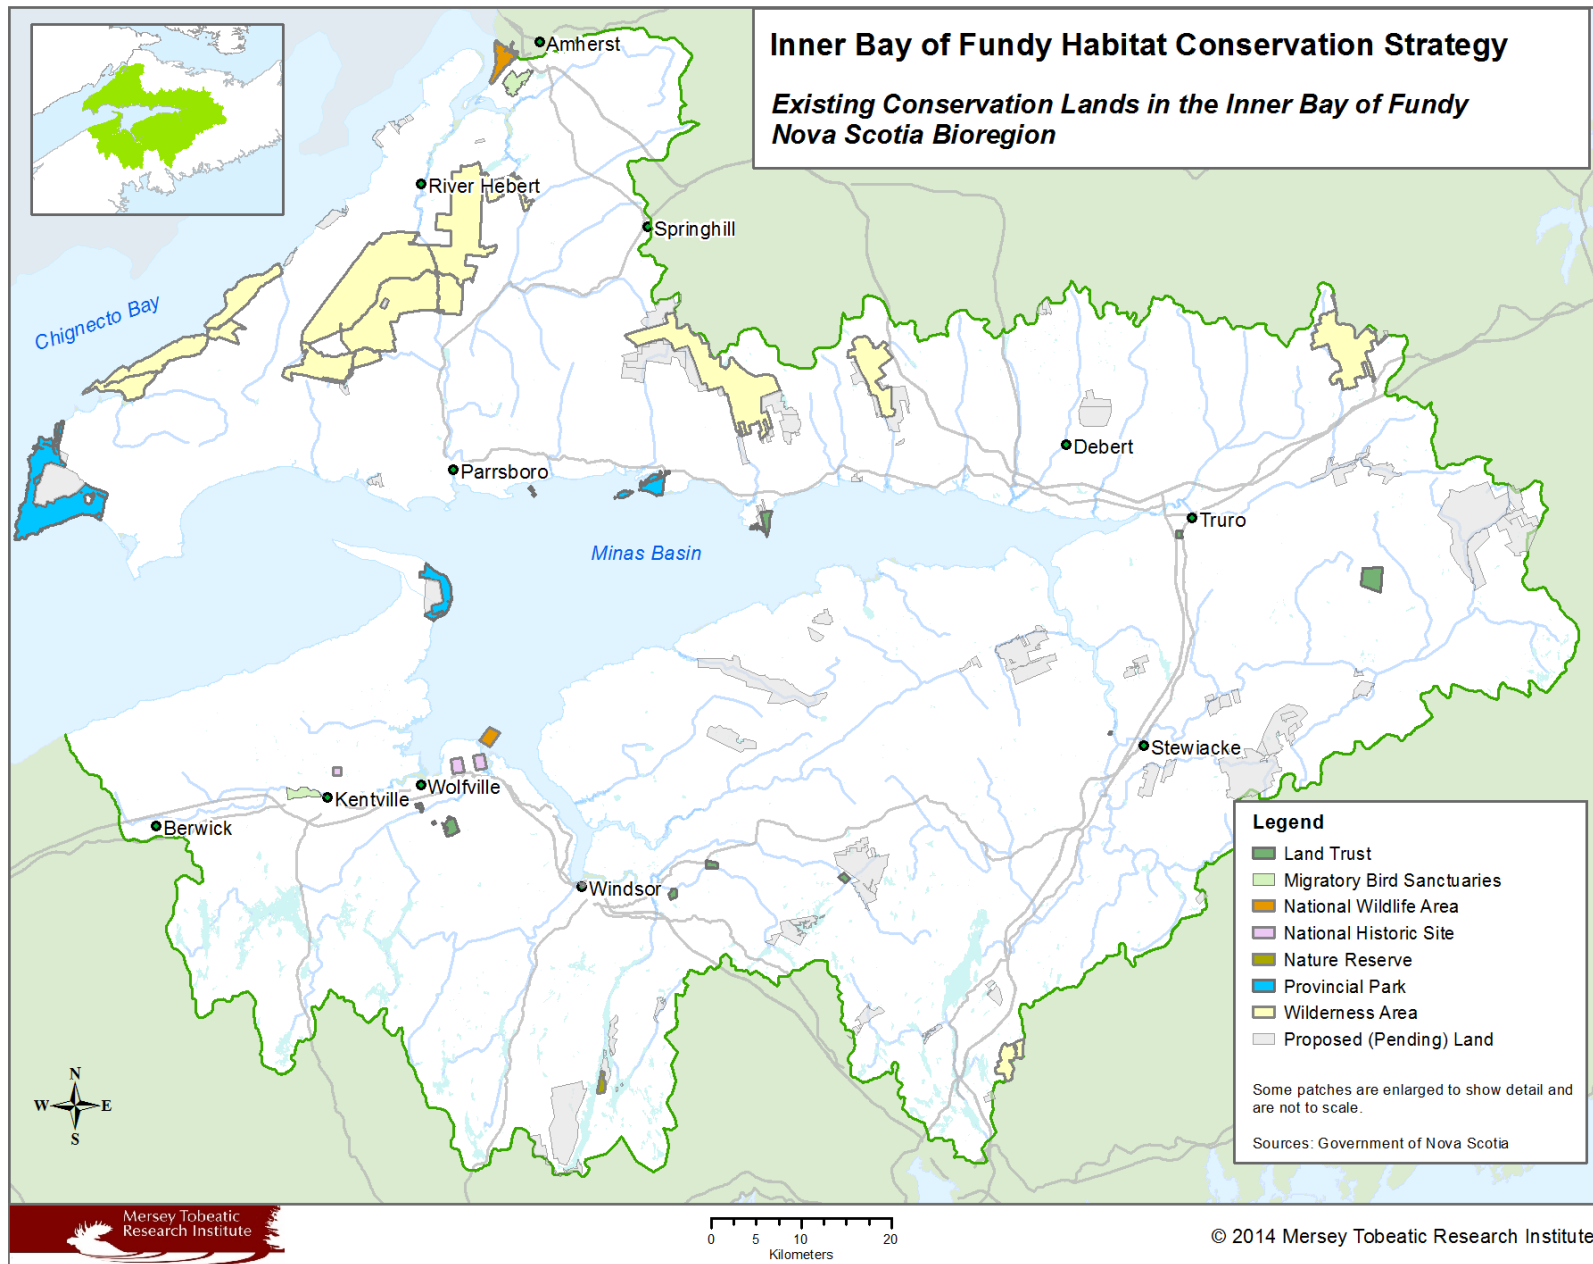 Inner Bay of Fundy Habitat Conservation Strategy
Existing Conservation Lands in the Inner Bay of Fundy
Nova Scotia Bioregion
Amherst
River Hebert
Springhill
Chignecto Bay
Parrsboro
Debert
Truro
Minas Basin
Stewiacke
Wolfville
Kentville
Berwick
Windsor
Legend
Land Trust
Migratory Bird Sanctuaries
National Wildlife Area
National Historic Site
Nature Reserve
Provincial Park
Wilderness Area
Proposed (Pending) Land
Some patches are enlarged to show detail and
are not to scale.
Sources: Government of Nova Scotia
N
W E
S
Mersey Tobeatic
Research Institute
0 5 10 20
Kilometers
© 2014 Mersey Tobeatic Research Institute